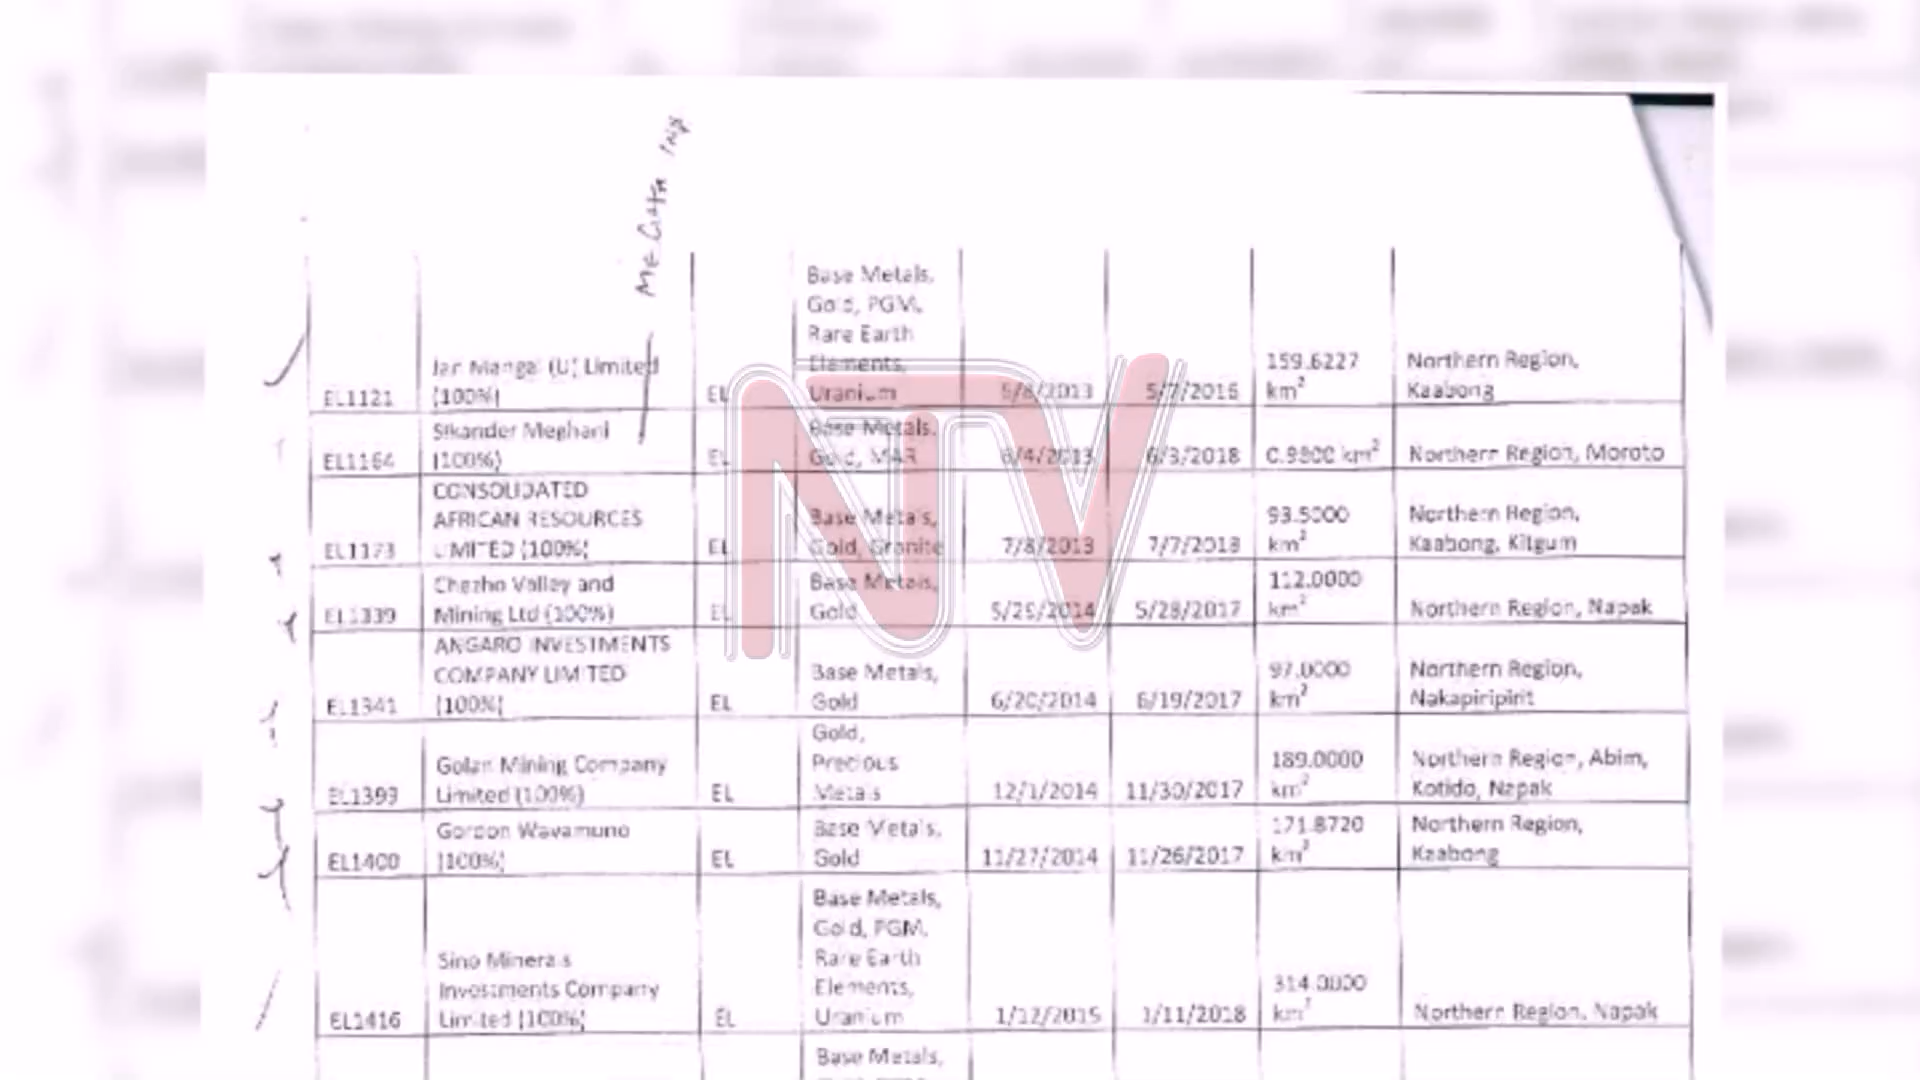 MEGHA IND
Base Metals,
Gold, PGM,
Rare Earth
Elements,
Uranium
Jan Mangal (U) Limited
(100%)
EL1121
EL
5/8/2013
5/7/2016
159.6227
km²
Northern Region,
Kaabong
Sikander Meghani
(100%)
EL1164
EL
Base Metals,
Gold, MAR
6/4/2013
6/3/2018
0.9800 km²
Northern Region, Moroto
CONSOLIDATED
AFRICAN RESOURCES
LIMITED (100%)
EL1173
EL
Base Metals,
Gold, Granite
7/8/2013
7/7/2018
93.5000
km²
Northern Region,
Kaabong, Kitgum
Chezho Valley and
Mining Ltd (100%)
EL1339
EL
Base Metals,
Gold
5/29/2014
5/28/2017
112.0000
km²
Northern Region, Napak
ANGARO INVESTMENTS
COMPANY LIMITED
(100%)
EL1341
EL
Base Metals,
Gold
6/20/2014
6/19/2017
97.0000
km²
Northern Region,
Nakapiripirit
Golan Mining Company
Limited (100%)
EL1393
EL
Gold,
Precious
Metals
12/1/2014
11/30/2017
189.0000
km²
Northern Region, Abim,
Kotido, Napak
Gordon Wavamuno
(100%)
EL1400
EL
Base Metals,
Gold
11/27/2014
11/26/2017
171.8720
km²
Northern Region,
Kaabong
Sino Minerals
Investments Company
Limited (100%)
EL1416
EL
Base Metals,
Gold, PGM,
Rare Earth
Elements,
Uranium
1/12/2015
1/11/2018
314.0000
km²
Northern Region, Napak
Base Metals,
NTV